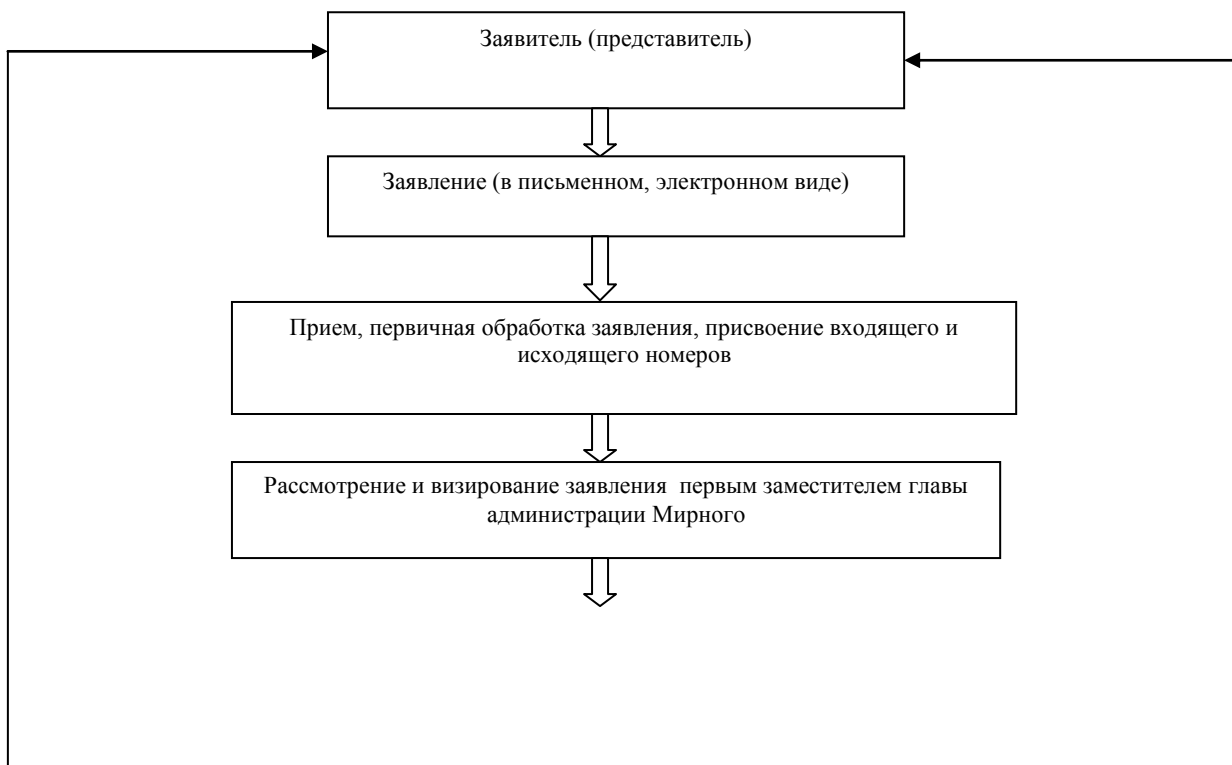 Заявитель (представитель)
Заявление (в письменном, электронном виде)
Прием, первичная обработка заявления, присвоение входящего и
исходящего номеров
Рассмотрение и визирование заявления  первым заместителем главы
администрации Мирного